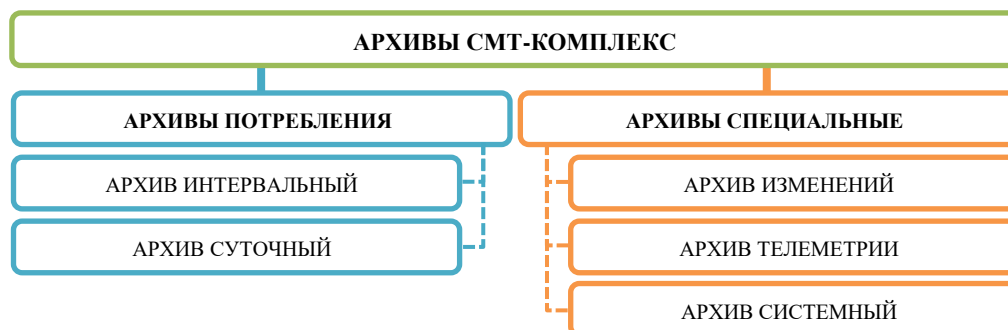 АРХИВЫ СМТ-КОМПЛЕКС
АРХИВЫ ПОТРЕБЛЕНИЯ
АРХИВ ИНТЕРВАЛЬНЫЙ
АРХИВ СУТОЧНЫЙ
АРХИВЫ СПЕЦИАЛЬНЫЕ
АРХИВ ИЗМЕНЕНИЙ
АРХИВ ТЕЛЕМЕТРИИ
АРХИВ СИСТЕМНЫЙ